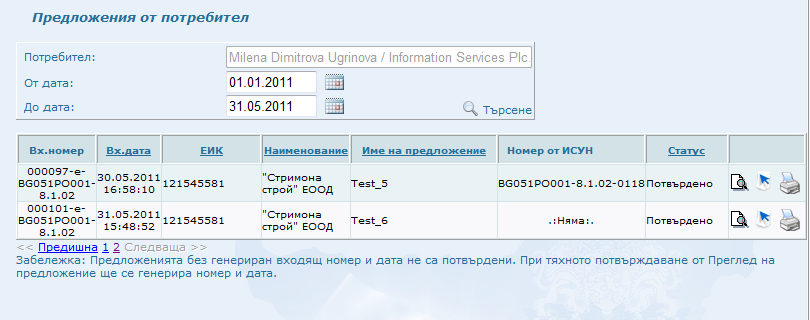 Предложения от потребител
Потребител: Milena Dimitrova Ugrinova / Information Services Plc
От дата: 01.01.2011
До дата: 31.05.2011 Търсене
Вх.номер Вх.дата ЕИК Наименование Име на предложение Номер от ИСУН Статус
000097-e-
BG051PO001-
8.1.02
30.05.2011
16:58:10
121545581
"Стримона
строй" ЕООД
Test_5
BG051PO001-8.1.02-0118
Потвърдено
000101-e-
BG051PO001-
8.1.02
31.05.2011
15:48:52
121545581
"Стримона
строй" ЕООД
Test_6
.:Няма:.
Потвърдено
<< Предишна 1 2 Следваща >>
Забележка: Предложенията без генериран входящ номер и дата не са потвърдени. При тяхното потвърждаване от Преглед на
предложение ще се генерира номер и дата.